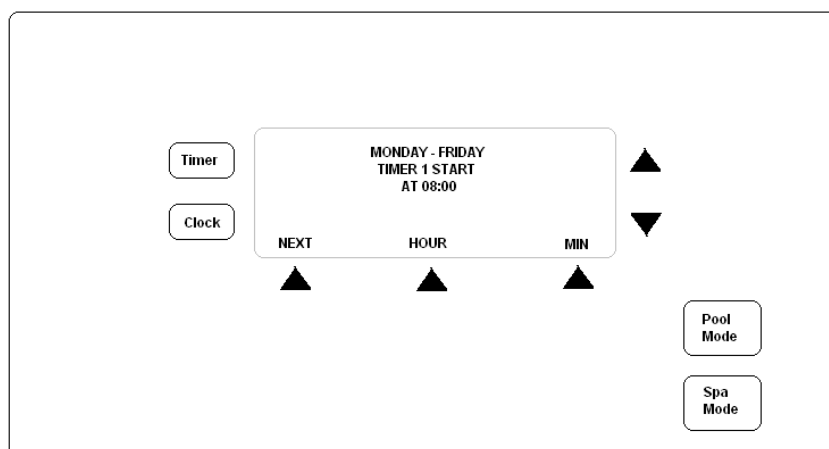 MONDAY - FRIDAY
TIMER 1 START
AT 08:00
Timer
Clock
NEXT HOUR MIN
Pool
Mode
Spa
Mode